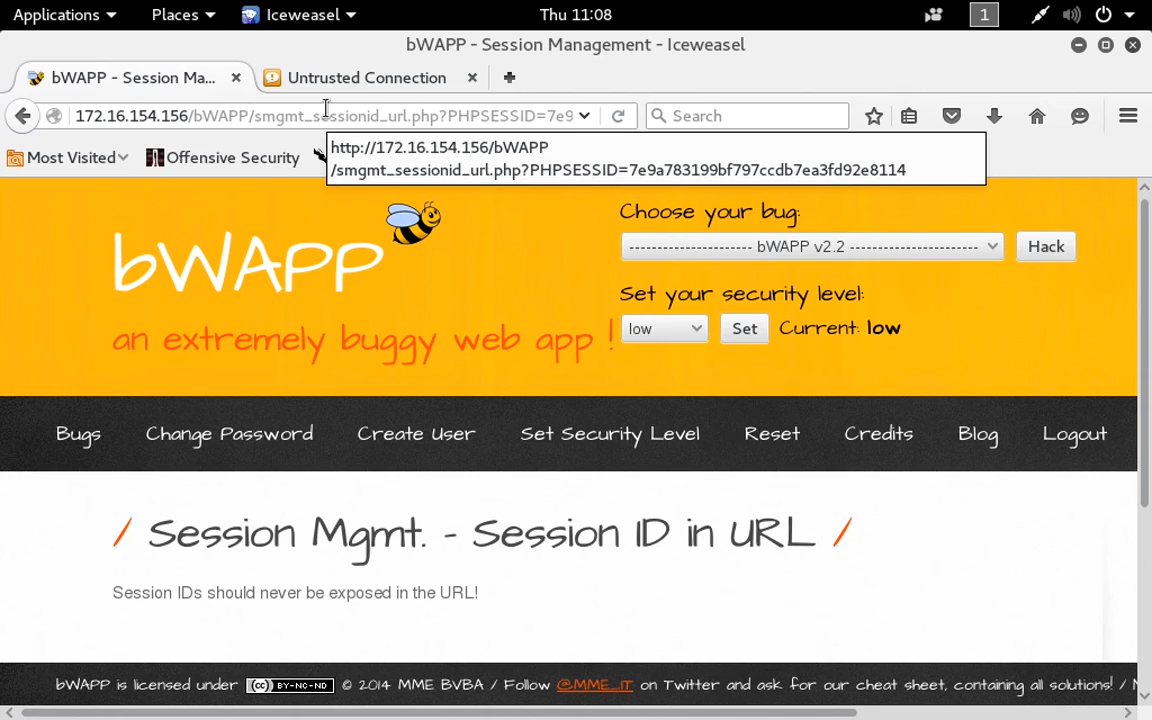 Applications Places Iceweasel Thu 11:08 1
bWAPP - Session Management - Iceweasel
bWAPP - Session Ma... Untrusted Connection
172.16.154.156/bWAPP/smgmt_sessionid_url.php?PHPSESSID=7e9 Search
Most Visited Offensive Security
http://172.16.154.156/bWAPP
/smgmt_sessionid_url.php?PHPSESSID=7e9a783199bf797ccdb7ea3fd92e8114
bWAPP
an extremely buggy web app !
Choose your bug:
--------------------- bWAPP v2.2 ----------------------- Hack
Set your security level:
low Set Current: low
Bugs Change Password Create User Set Security Level Reset Credits Blog Logout
/ Session Mgmt. - Session ID in URL /
Session IDs should never be exposed in the URL!
bWAPP is licensed under cc BY-NC-ND © 2014 MME BVBA / Follow @MME_IT on Twitter and ask for our cheat sheet, containing all solutions! /